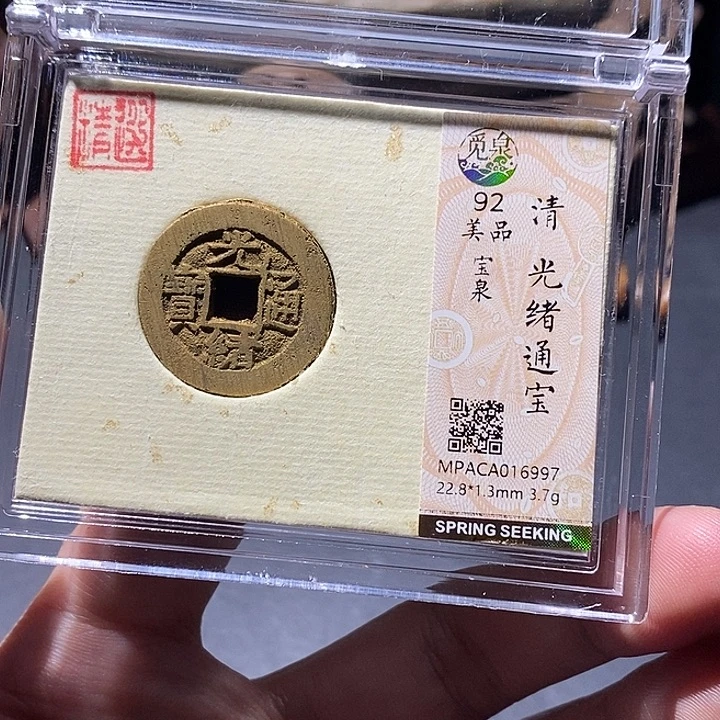 光緒通寳
觅泉
92
美品
宝泉
清 光绪通宝
MPACA016997
22.8*1.3mm 3.7g
SPRING SEEKING